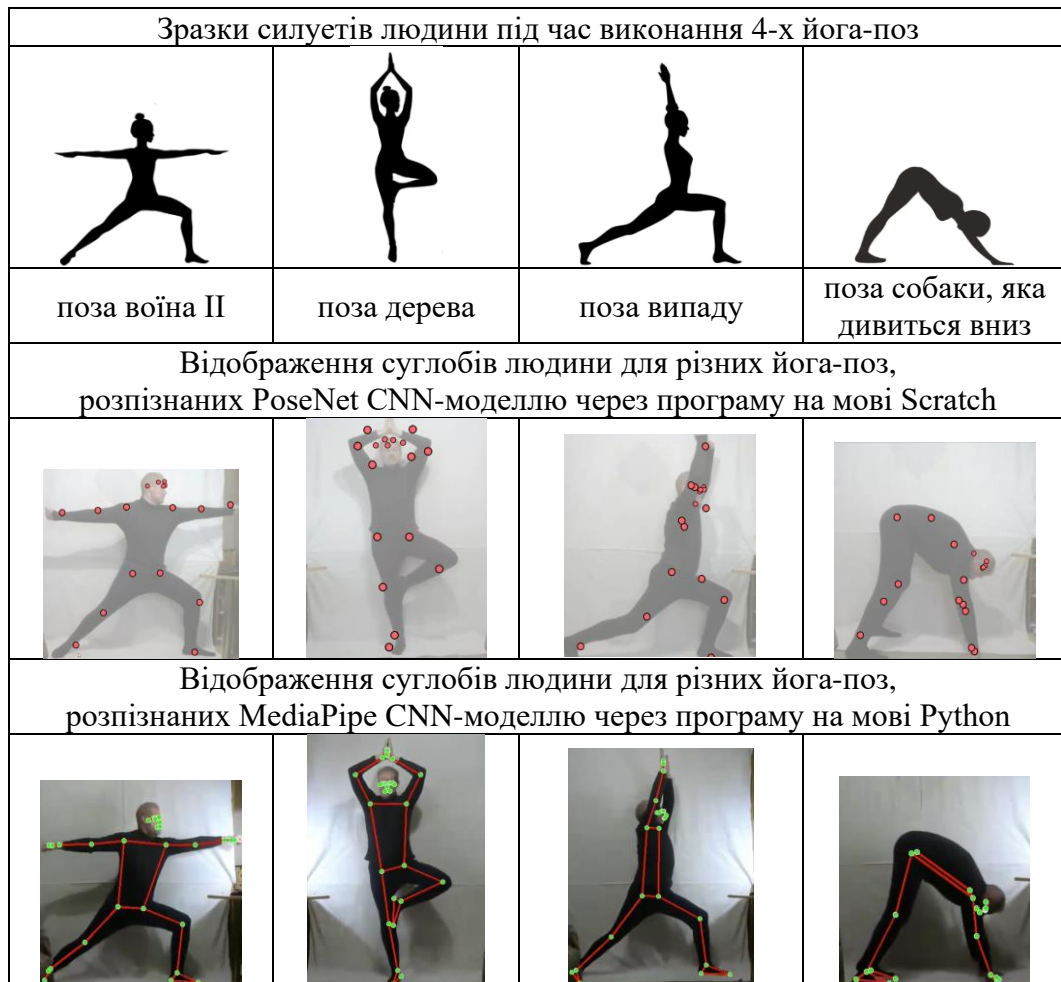 Зразки силуетів людини під час виконання 4-х йога-поз
поза воїна II
поза дерева
поза випаду
поза собаки, яка
дивиться вниз
Відображення суглобів людини для різних йога-поз,
розпізнаних PoseNet CNN-моделлю через програму на мові Scratch
Відображення суглобів людини для різних йога-поз,
розпізнаних MediaPipe CNN-моделлю через програму на мові Python